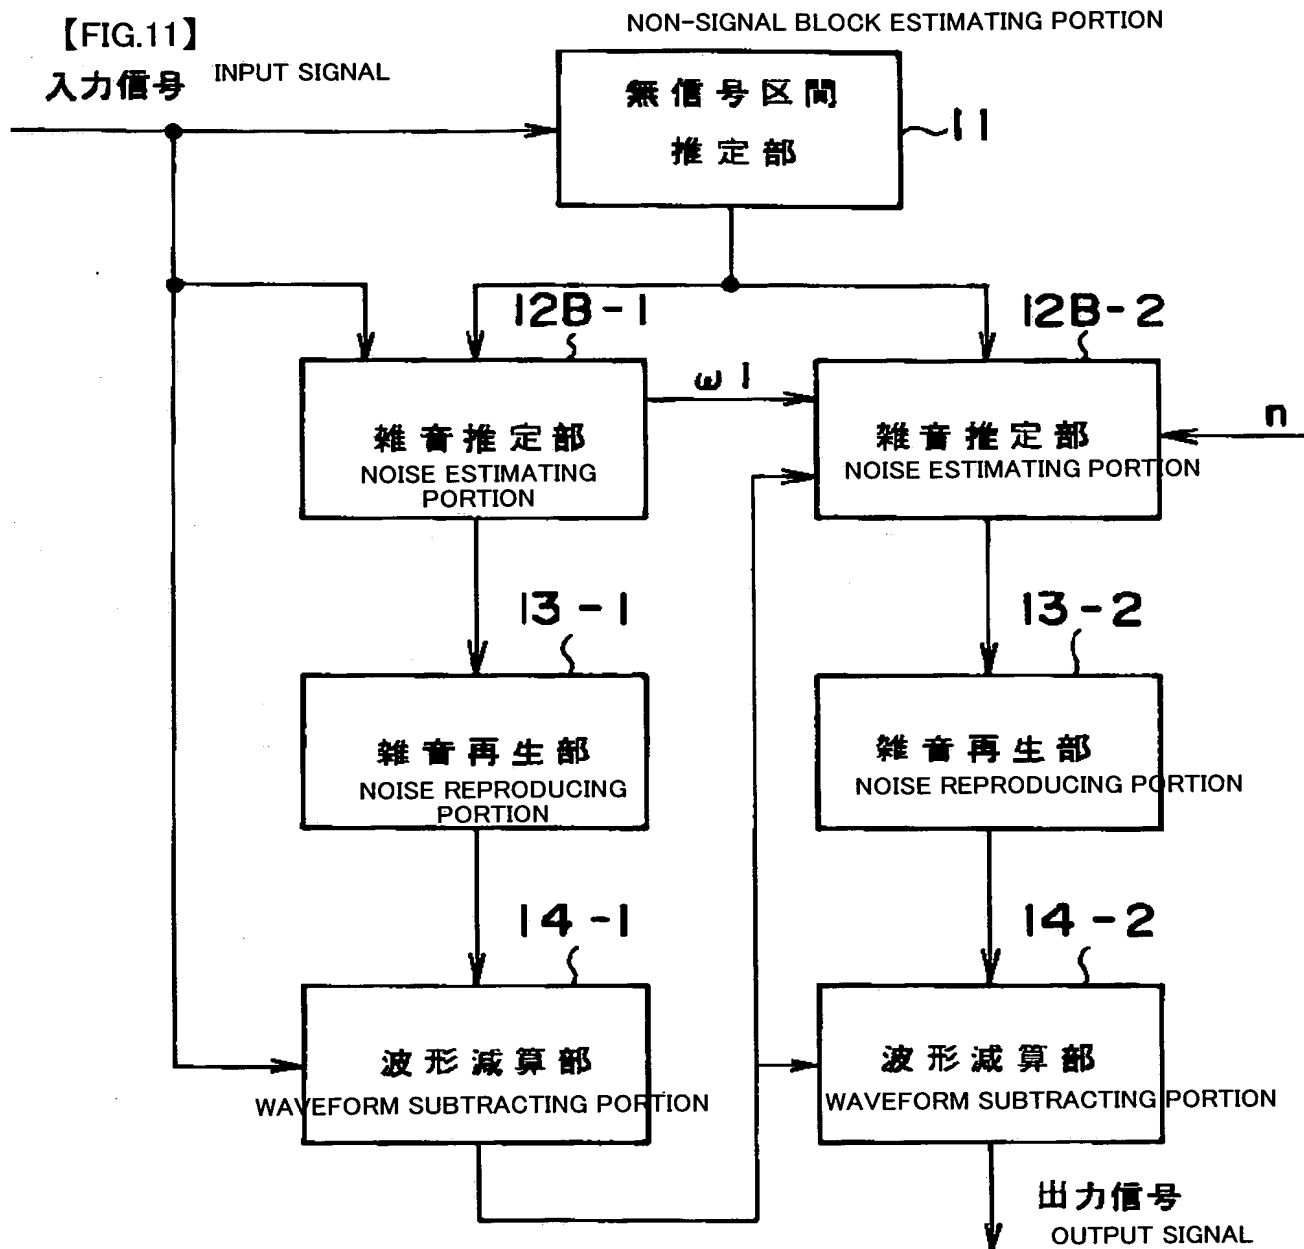 【FIG.11】
NON-SIGNAL BLOCK ESTIMATING PORTION
入力信号 INPUT SIGNAL
無信号区間
推定部
11
12B-1
12B-2
ω1
n
雑音推定部
NOISE ESTIMATING
PORTION
雑音推定部
NOISE ESTIMATING PORTION
13-1
13-2
雑音再生部
NOISE REPRODUCING
PORTION
雑音再生部
NOISE REPRODUCING PORTION
14-1
14-2
波形減算部
WAVEFORM SUBTRACTING PORTION
波形減算部
WAVEFORM SUBTRACTING PORTION
出力信号
OUTPUT SIGNAL